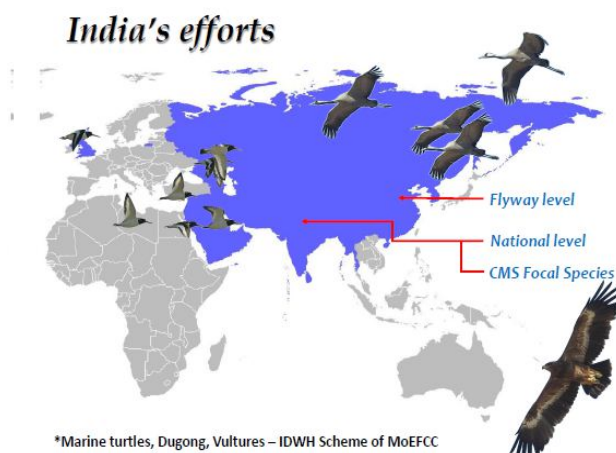 India's efforts
Flyway level
National level
CMS Focal Species
*Marine turtles, Dugong, Vultures – IDWH Scheme of MoEFCC